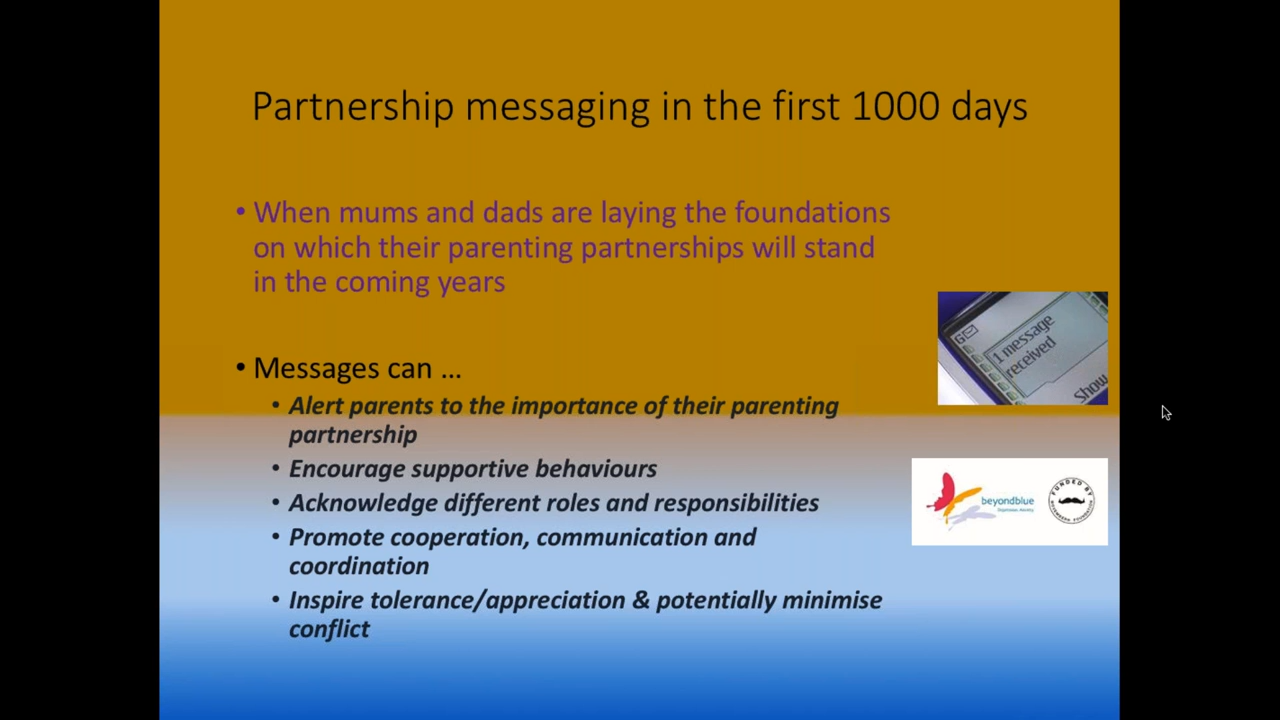 Partnership messaging in the first 1000 days
• When mums and dads are laying the foundations
on which their parenting partnerships will stand
in the coming years
1 message
received
Show
• Messages can ...
• Alert parents to the importance of their parenting
partnership
• Encourage supportive behaviours
• Acknowledge different roles and responsibilities
• Promote cooperation, communication and
coordination
• Inspire tolerance/appreciation & potentially minimise
conflict
beyondblue
FUNDED BY